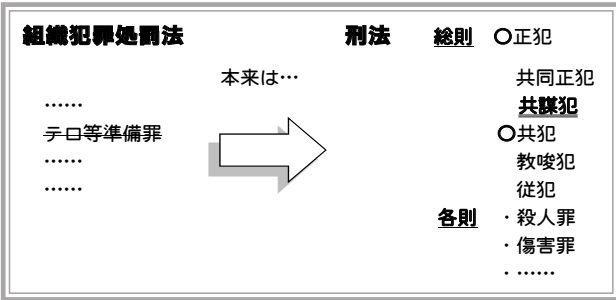 組織犯罪処罰法 刑法 総則 〇正犯
本来は… 共同正犯
…… 共謀犯
テロ等準備罪 〇共犯
…… 教唆犯
…… 従犯
各則 ・殺人罪
・傷害罪
・……